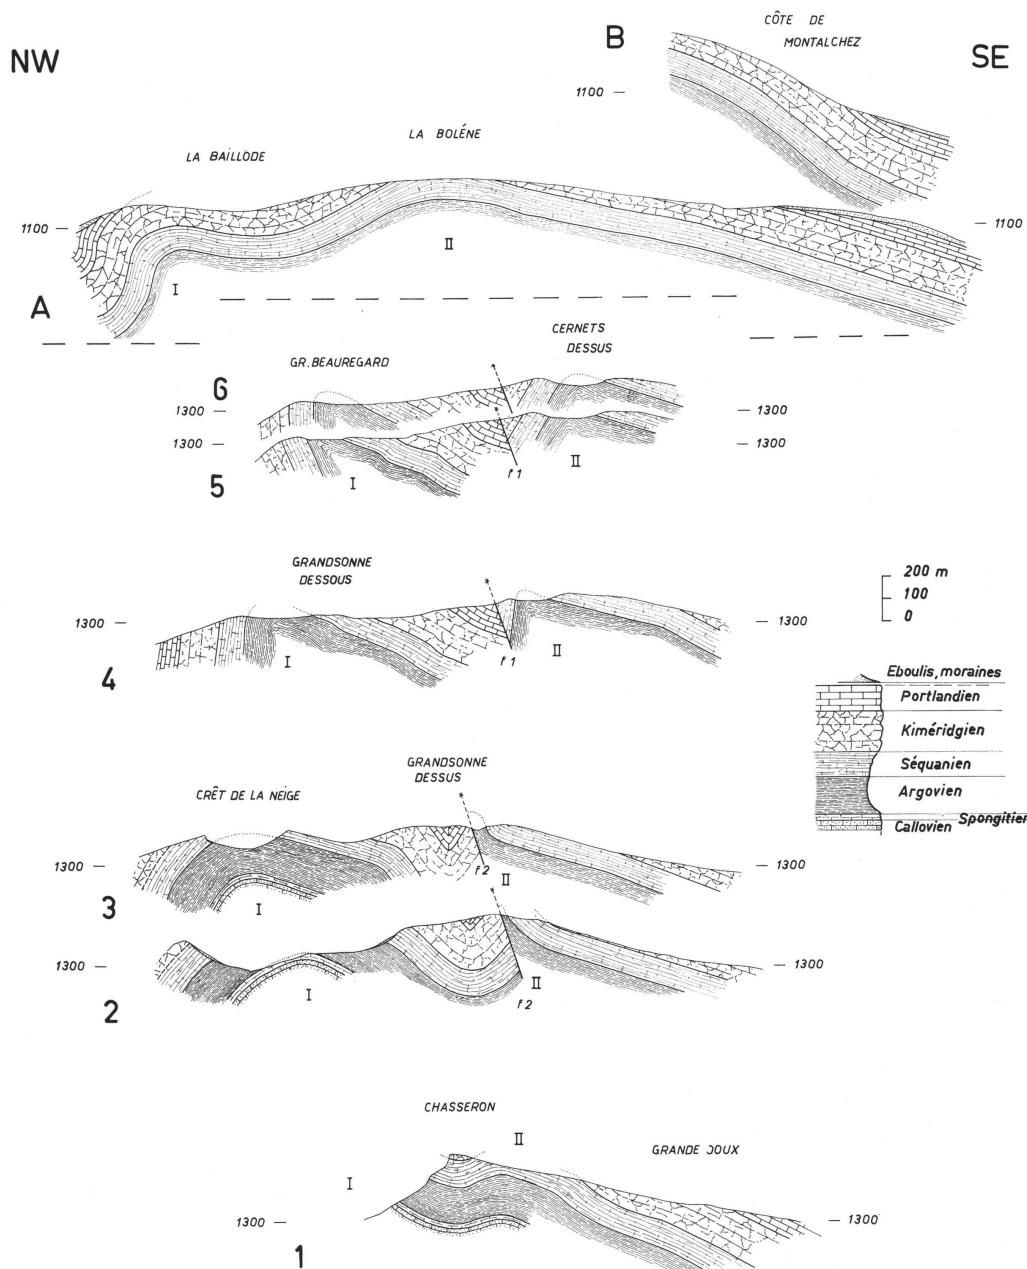 CÔTE DE
MONTALCHEZ
B
NW
SE
1100
LA BOLÉNE
LA BAILLODE
1100
1100
II
I
A
CERNETS
DESSUS
GR. BEAUREGARD
6
1300
1300
1300
1300
II
f1
I
5
GRANDSONNE
DESSOUS
200 m
100
0
1300
1300
I
f1
II
4
Eboulis, moraines
Portlandien
Kiméridgien
Séquanien
Argovien
Spongitien
Callovien
GRANDSONNE
DESSUS
CRÊT DE LA NEIGE
1300
1300
f2
II
3
I
1300
1300
II
I
f2
2
CHASSERON
II
GRANDE JOUX
I
1300
1300
1